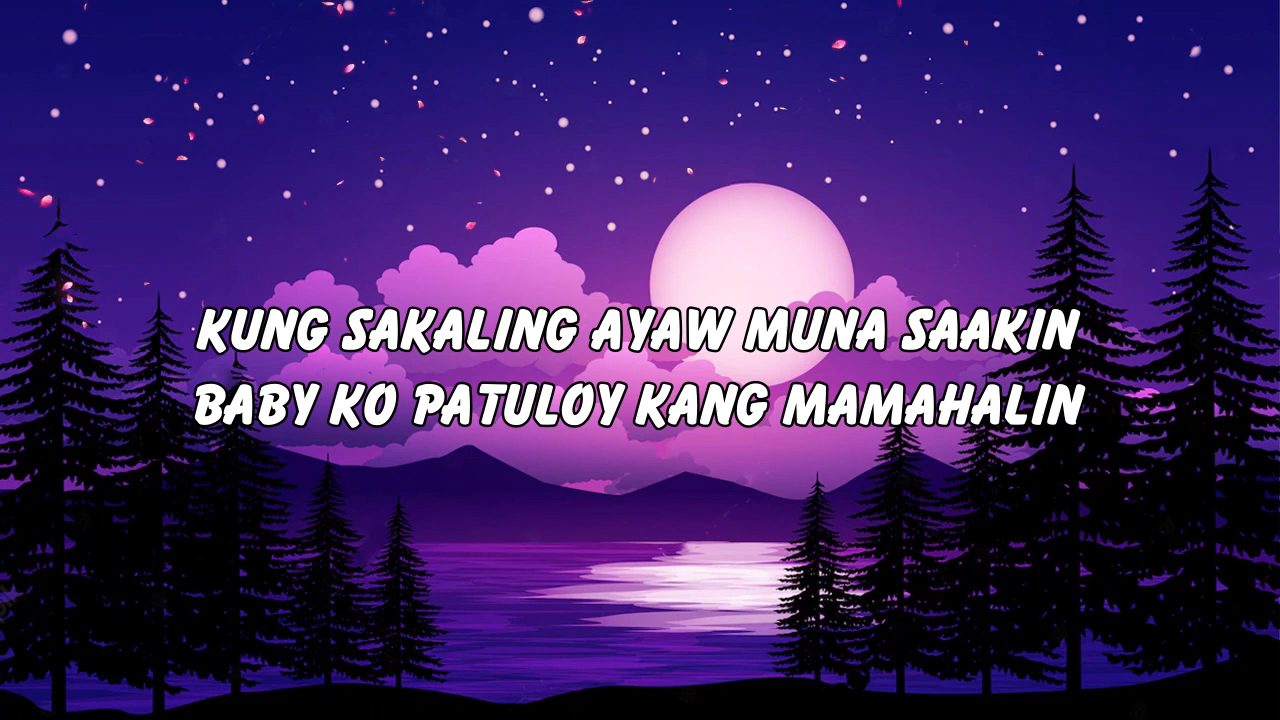 KUNG SAKALING AYAW MUNA SAAKIN
BABY KO PATULOY KANG MAMAHALIN